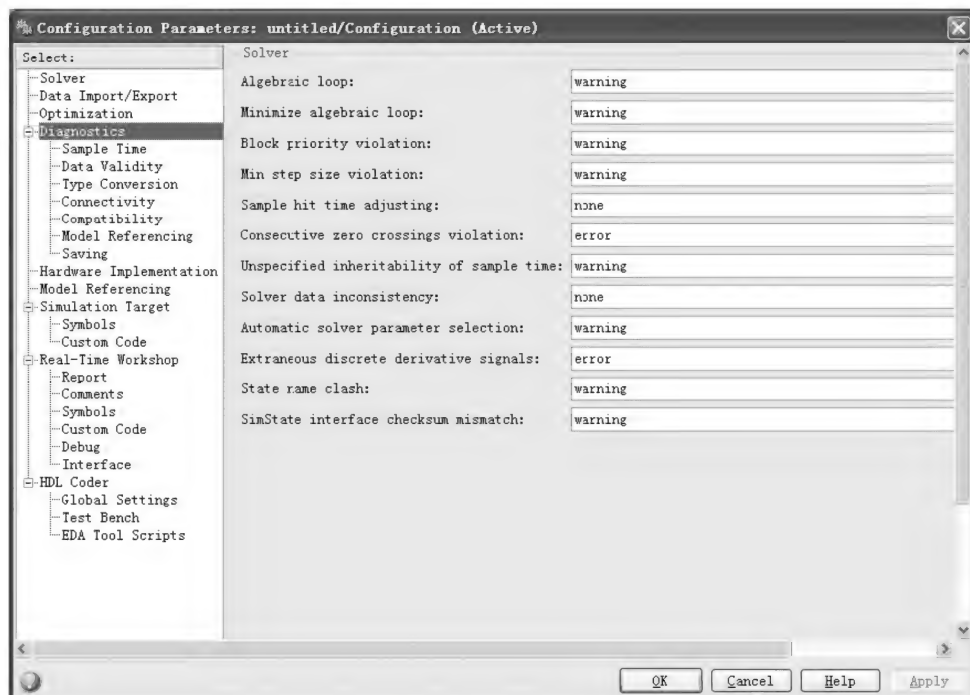 Configuration Parameters: untitled/Configuration (Active)
Select:
Solver
Data Import/Export
Optimization
Diagnostics
Sample Time
Data Validity
Type Conversion
Connectivity
Compatibility
Model Referencing
Saving
Hardware Implementation
Model Referencing
Simulation Target
Symbols
Custom Code
Real-Time Workshop
Report
Comments
Symbols
Custom Code
Debug
Interface
HDL Coder
Global Settings
Test Bench
EDA Tool Scripts
Solver
Algebraic loop: warning
Minimize algebraic loop: warning
Block priority violation: warning
Min step size violation: warning
Sample hit time adjusting: none
Consecutive zero crossings violation: error
Unspecified inheritability of sample time: warning
Solver data inconsistency: none
Automatic solver parameter selection: warning
Extraneous discrete derivative signals: error
State name clash: warning
SimState interface checksum mismatch: warning
OK Cancel Help Apply